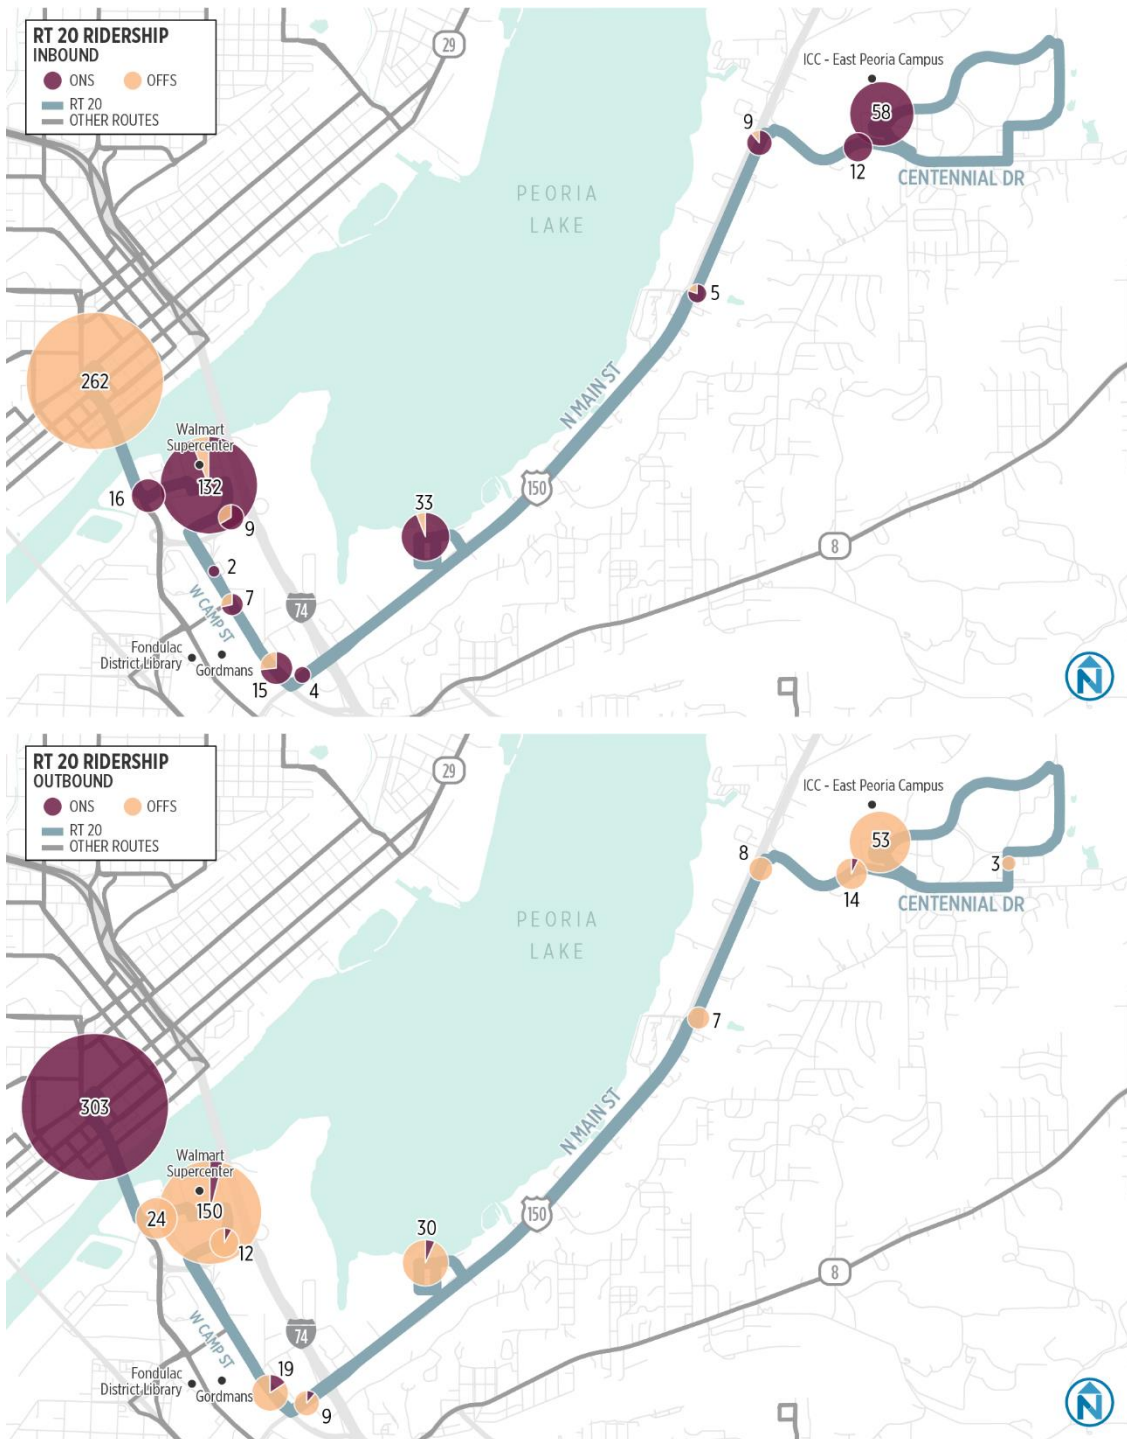 RT 20 RIDERSHIP
INBOUND
ONS OFFS
RT 20
OTHER ROUTES
29
ICC - East Peoria Campus
58
9
12
CENTENNIAL DR
PEORIA
LAKE
5
N MAIN ST
262
Walmart
Supercenter
132
16
9
150
33
8
2
7
W CAMP ST
74
Fondulac
District Library
Gordmans
15
4
N
RT 20 RIDERSHIP
OUTBOUND
ONS OFFS
RT 20
OTHER ROUTES
29
ICC - East Peoria Campus
53
8
3
14
CENTENNIAL DR
PEORIA
LAKE
7
N MAIN ST
303
Walmart
Supercenter
150
24
12
150
30
8
W CAMP ST
74
Fondulac
District Library
Gordmans
19
9
N